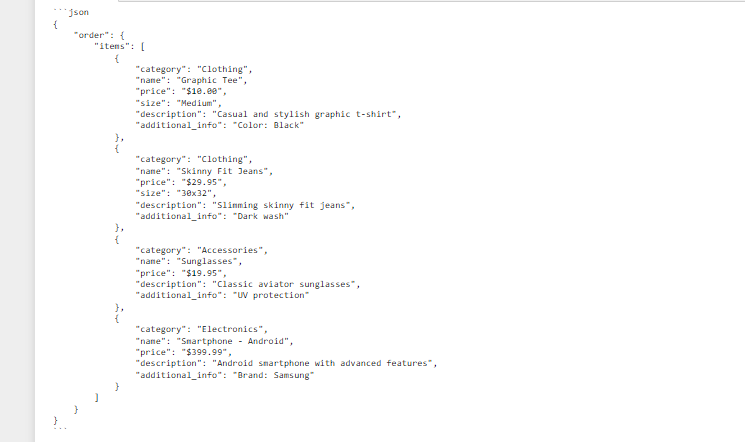 ```json
{
"order": {
"items": [
{
"category": "Clothing",
"name": "Graphic Tee",
"price": "$10.00",
"size": "Medium",
"description": "Casual and stylish graphic t-shirt",
"additional_info": "Color: Black"
},
{
"category": "Clothing",
"name": "Skinny Fit Jeans",
"price": "$29.95",
"size": "30x32",
"description": "Slimming skinny fit jeans",
"additional_info": "Dark wash"
},
{
"category": "Accessories",
"name": "Sunglasses",
"price": "$19.95",
"description": "Classic aviator sunglasses",
"additional_info": "UV protection"
},
{
"category": "Electronics",
"name": "Smartphone - Android",
"price": "$399.99",
"description": "Android smartphone with advanced features",
"additional_info": "Brand: Samsung"
}
]
}
}
```